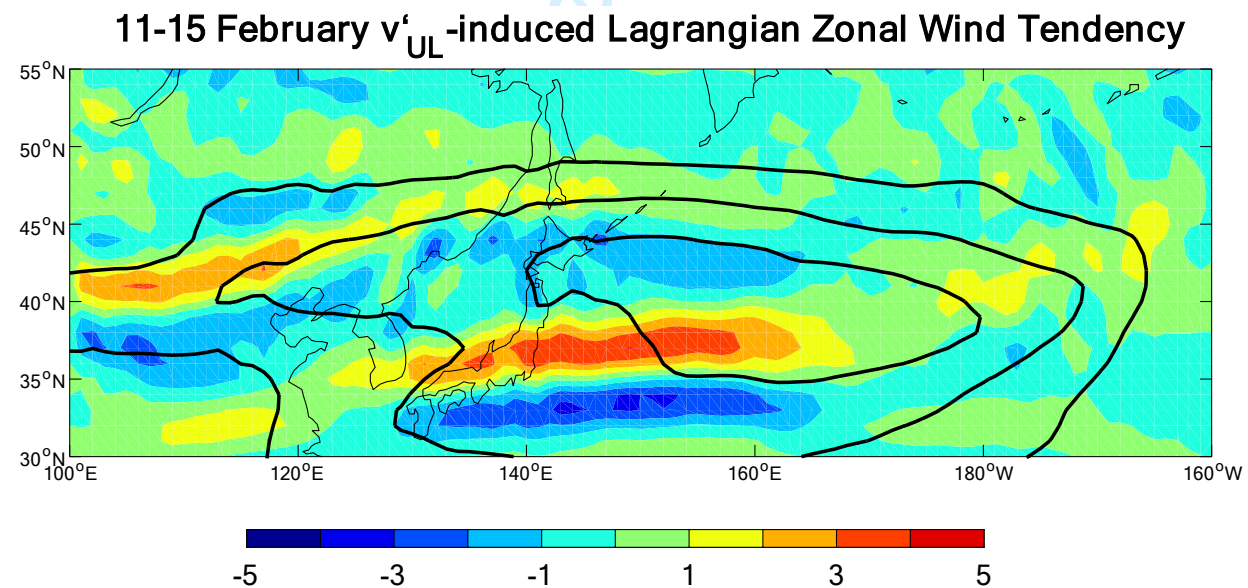 11-15 February v‘UL-induced Lagrangian Zonal Wind Tendency
55°N
50°N
45°N
40°N
35°N
30°N
100°E 120°E 140°E 160°E 180°W 160°W
-5 -3 -1 1 3 5